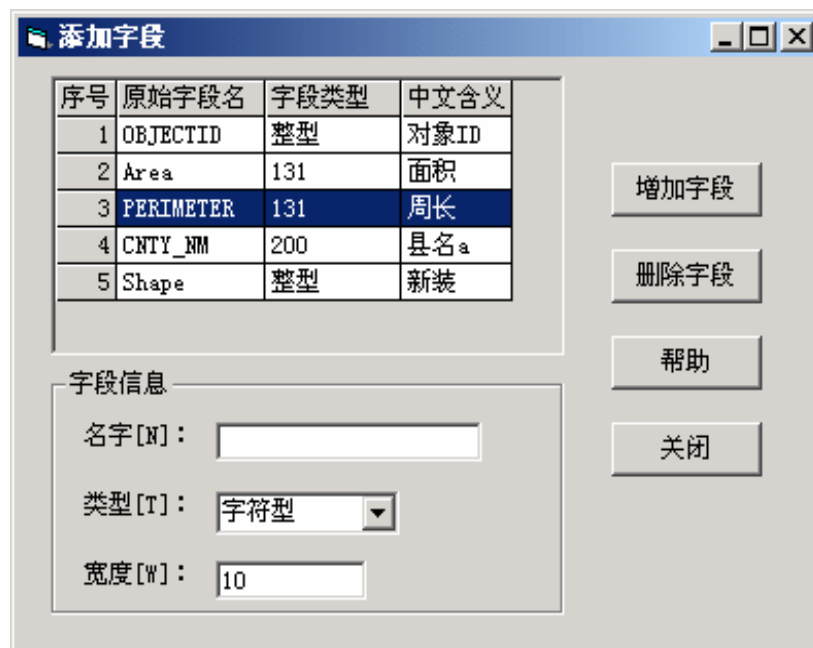 添加字段
序号 原始字段名 字段类型 中文含义
1 OBJECTID 整型 对象ID
2 Area 131 面积
3 PERIMETER 131 周长
4 CNTY_NM 200 县名a
5 Shape 整型 新装
增加字段
删除字段
帮助
关闭
字段信息
名字[N]：
类型[T]： 字符型
宽度[W]： 10